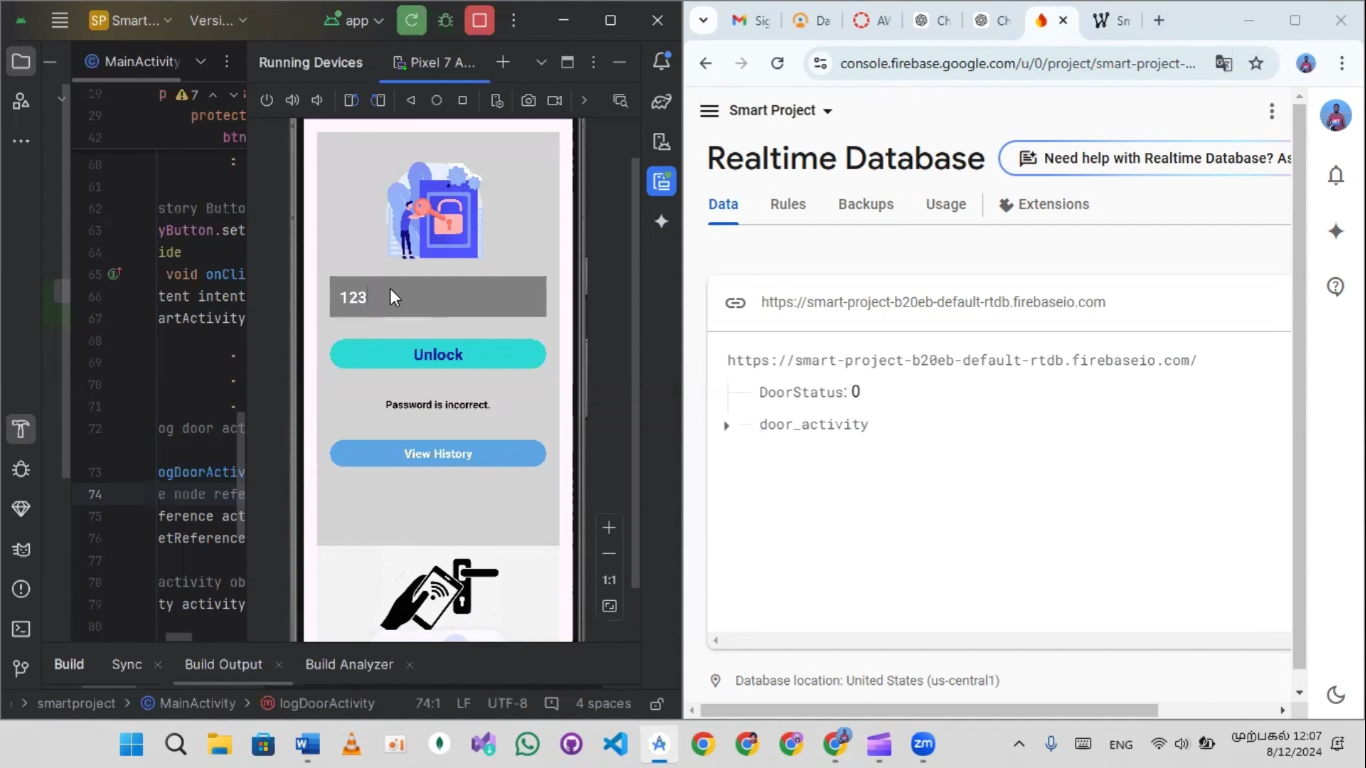 SP Smart... Versi...
app
MainActivity
Running Devices
Pixel 7 A...
19 p 7
29 protect
42 btn
60
61
62 story Butto
63 yButton.set
64 ide
65 void onCli
66 tent intent
67 artActivity
68
69
70
71
72 og door act
73 ogDoorActiv
74 e node refe
75 ference act
76 etReference
77
78 activity ob
79 ty activity
80
123
Unlock
Password is incorrect.
View History
1:1
Build Sync Build Output Build Analyzer
smartproject > MainActivity > logDoorActivity 74:1 LF UTF-8 4 spaces
Sig Da AV Ch Ch Sn
console.firebase.google.com/u/0/project/smart-project-...
Smart Project
Realtime Database
Need help with Realtime Database? As
Data Rules Backups Usage Extensions
https://smart-project-b20eb-default-rtdb.firebaseio.com
https://smart-project-b20eb-default-rtdb.firebaseio.com/
DoorStatus: 0
door_activity
Database location: United States (us-central1)
ENG
முற்பகல் 12:07
8/12/2024